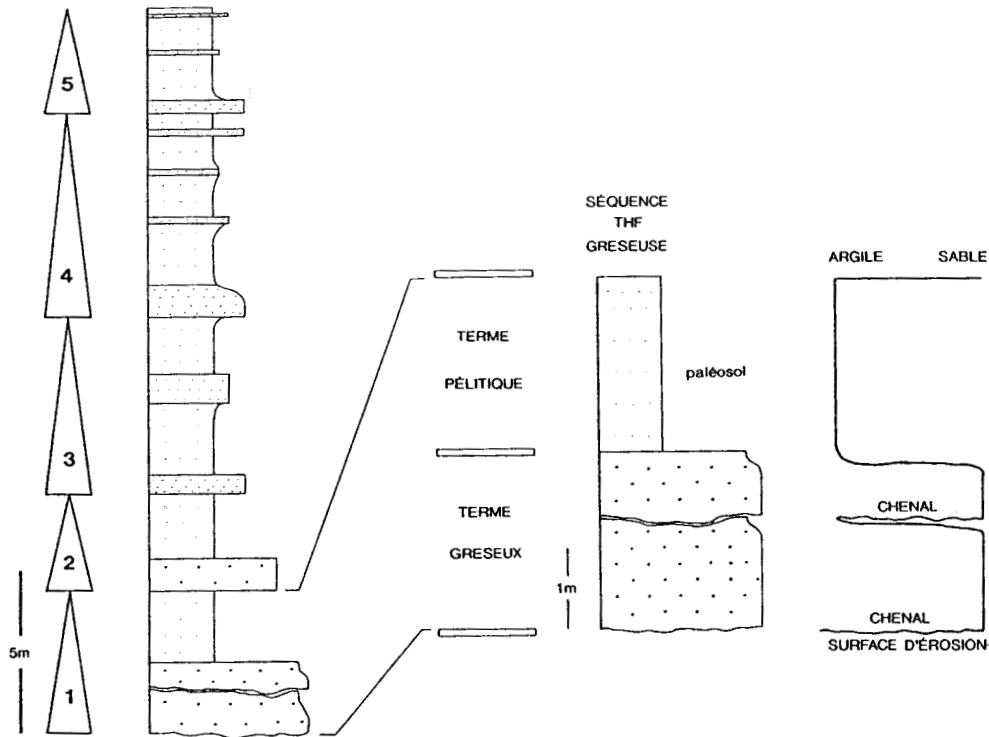 5
4
3
2
1
5m
TERME
PÉLITIQUE
TERME
GRESEUX
SÉQUENCE
THF
GRESEUSE
paléosol
1m
ARGILE SABLE
CHENAL
CHENAL
SURFACE D'ÉROSION